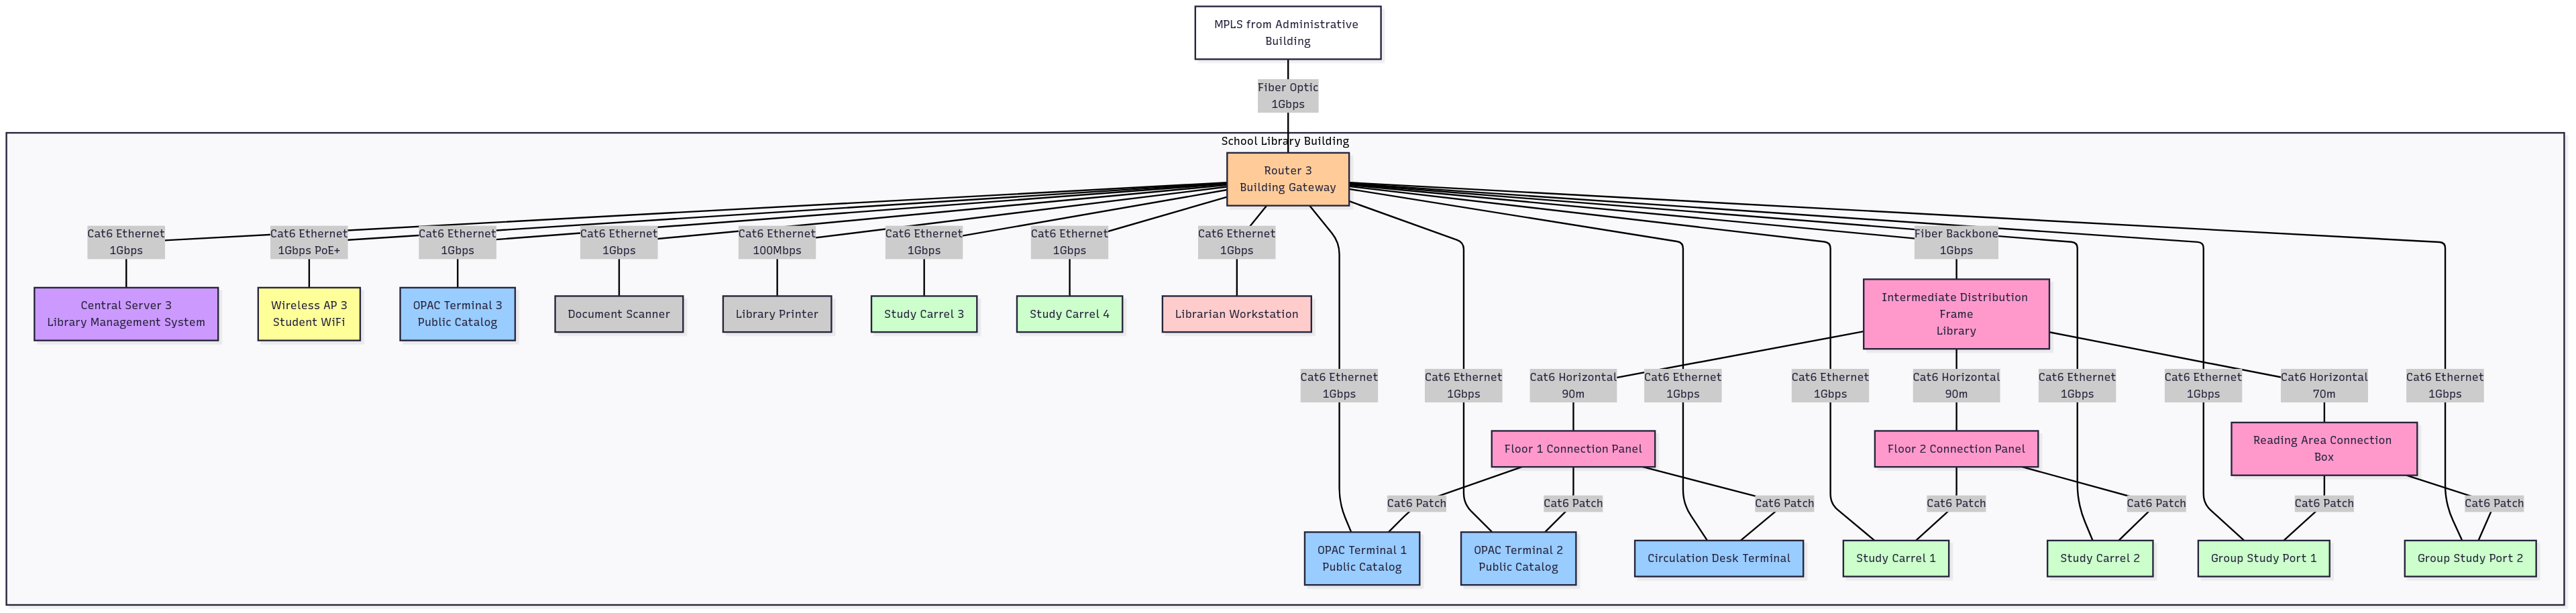 MPLS from Administrative
Building
Fiber Optic
1Gbps
School Library Building
Router 3
Building Gateway
Cat6 Ethernet
1Gbps
Cat6 Ethernet
1Gbps PoE+
Cat6 Ethernet
1Gbps
Cat6 Ethernet
1Gbps
Cat6 Ethernet
100Mbps
Cat6 Ethernet
1Gbps
Cat6 Ethernet
1Gbps
Cat6 Ethernet
1Gbps
Fiber Backbone
1Gbps
Central Server 3
Library Management System
Wireless AP 3
Student WiFi
OPAC Terminal 3
Public Catalog
Document Scanner
Library Printer
Study Carrel 3
Study Carrel 4
Librarian Workstation
Intermediate Distribution
Frame
Library
Cat6 Ethernet
1Gbps
Cat6 Ethernet
1Gbps
Cat6 Horizontal
90m
Cat6 Ethernet
1Gbps
Cat6 Ethernet
1Gbps
Cat6 Horizontal
90m
Cat6 Ethernet
1Gbps
Cat6 Ethernet
1Gbps
Cat6 Horizontal
70m
Cat6 Ethernet
1Gbps
Floor 1 Connection Panel
Floor 2 Connection Panel
Reading Area Connection
Box
Cat6 Patch
Cat6 Patch
Cat6 Patch
Cat6 Patch
Cat6 Patch
Cat6 Patch
Cat6 Patch
OPAC Terminal 1
Public Catalog
OPAC Terminal 2
Public Catalog
Circulation Desk Terminal
Study Carrel 1
Study Carrel 2
Group Study Port 1
Group Study Port 2